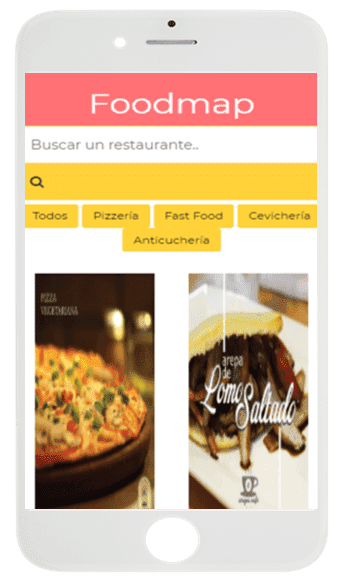 Foodmap
Buscar un restaurante..
Todos
Pizzería
Fast Food
Cevichería
Anticuchería
PIZZA
VEGETARIANA
arepa
de
Lomo
Saltado